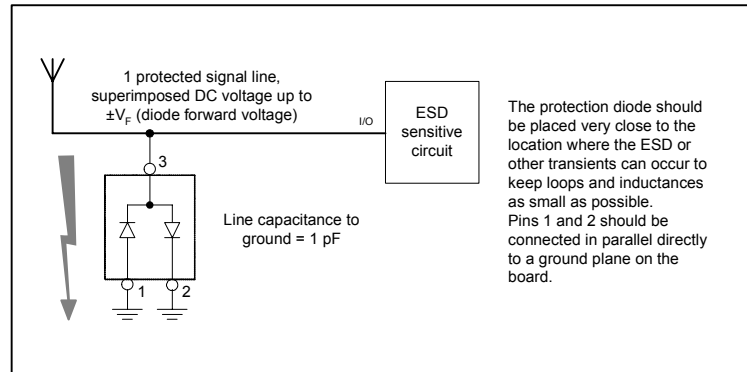 1 protected signal line,
superimposed DC voltage up to
±V_F (diode forward voltage)
I/O
ESD
sensitive
circuit
3
Line capacitance to
ground = 1 pF
1
2
The protection diode should
be placed very close to the
location where the ESD or
other transients can occur to
keep loops and inductances
as small as possible.
Pins 1 and 2 should be
connected in parallel directly
to a ground plane on the
board.